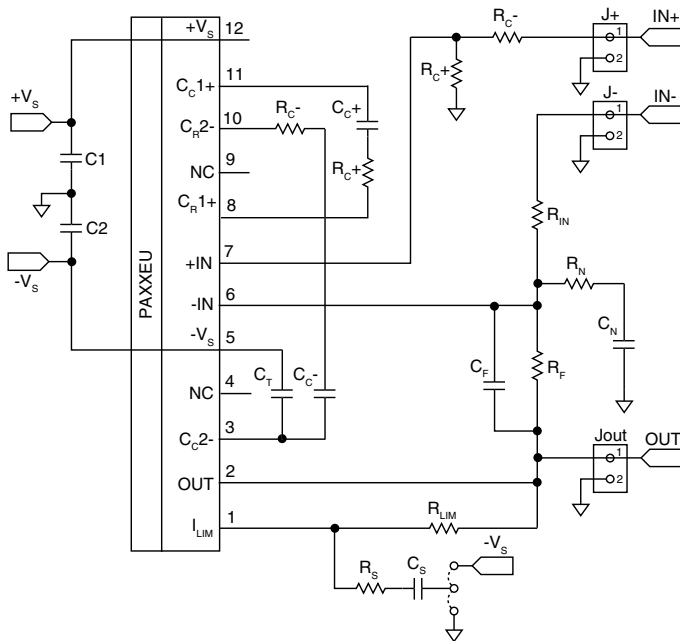 +Vs 12
Cc1+ 11
CR2- 10
NC 9
CR1+ 8
+IN 7
-IN 6
-Vs 5
NC 4
Cc2- 3
OUT 2
ILIM 1
PAXXEU
+Vs
C1
C2
-Vs
Rc-
Cc+
Rc+
CT
Cc-
Rc-
Rc+
J+
IN+
1
2
J-
IN-
1
2
RIN
RN
CN
CF
RF
Jout
OUT
1
2
RLIM
RS
CS
-Vs